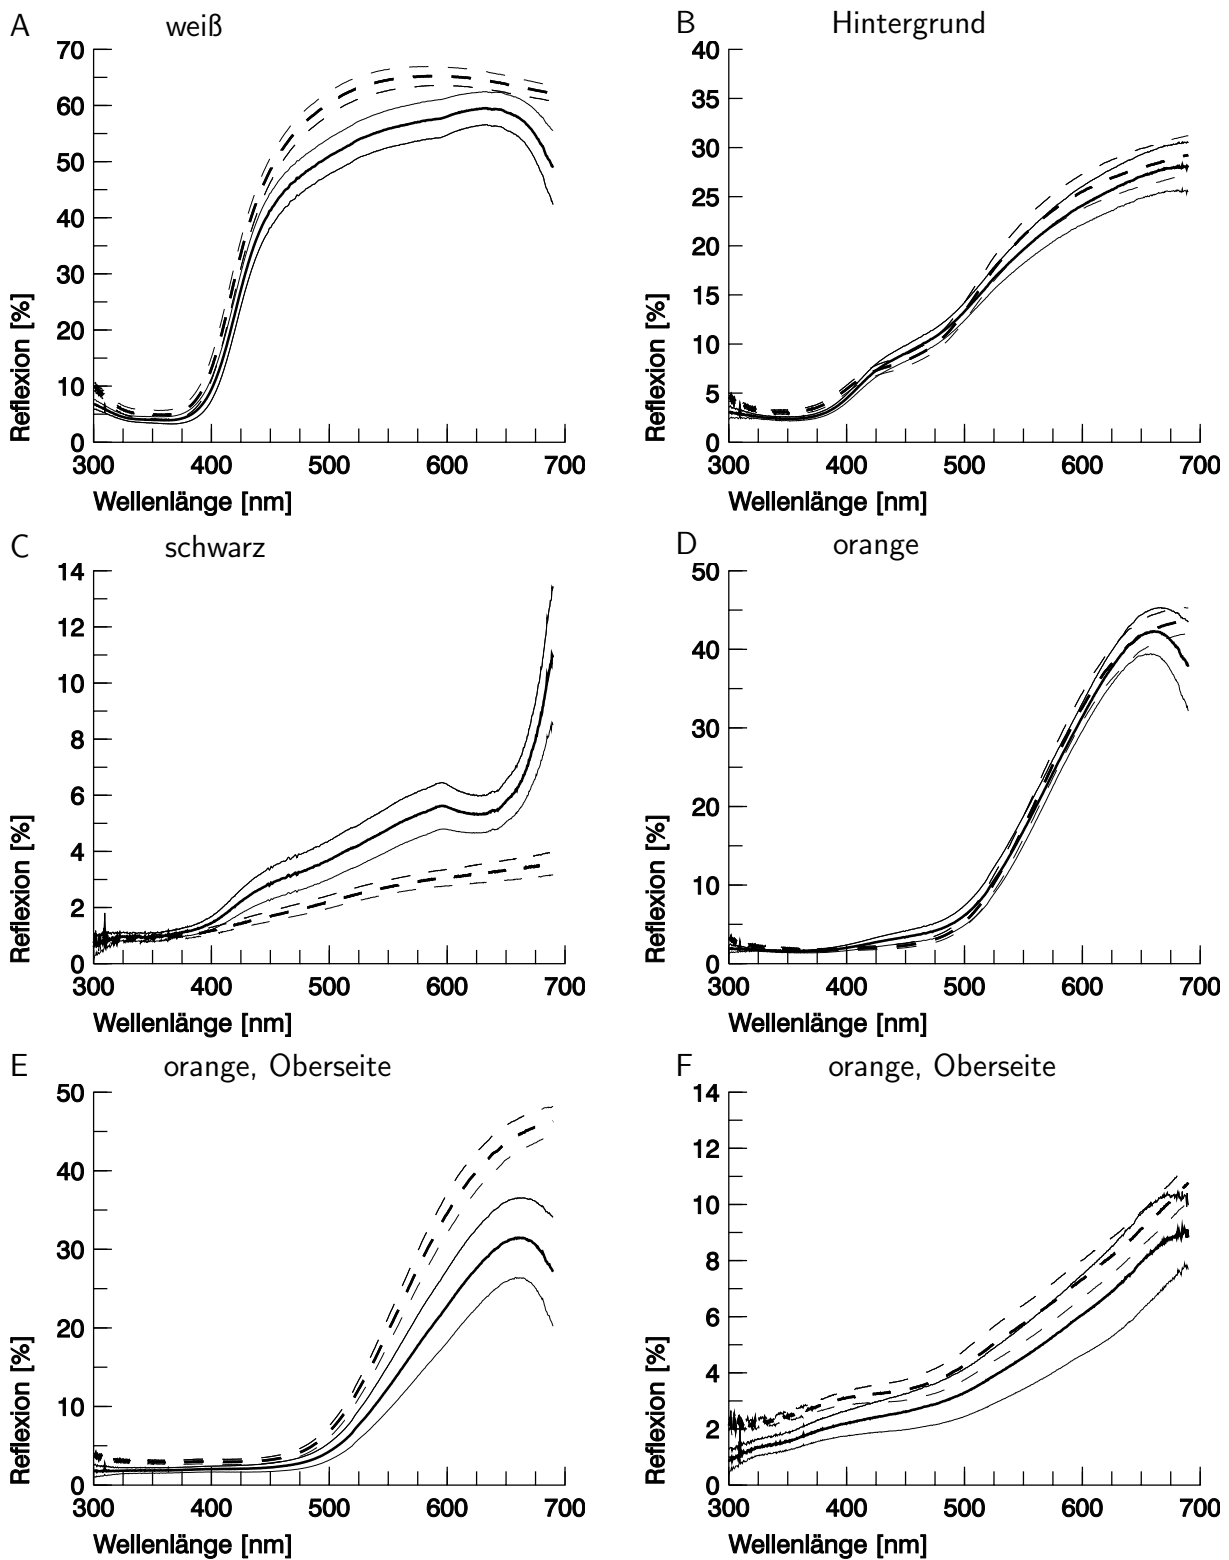 A weiß
70
60
50
40
30
20
10
0
Reflexion [%]
300 400 500 600 700
Wellenlänge [nm]
B Hintergrund
40
35
30
25
20
15
10
5
0
Reflexion [%]
300 400 500 600 700
Wellenlänge [nm]
C schwarz
14
12
10
8
6
4
2
0
Reflexion [%]
300 400 500 600 700
Wellenlänge [nm]
D orange
50
40
30
20
10
0
Reflexion [%]
300 400 500 600 700
Wellenlänge [nm]
E orange, Oberseite
50
40
30
20
10
0
Reflexion [%]
300 400 500 600 700
Wellenlänge [nm]
F orange, Oberseite
14
12
10
8
6
4
2
0
Reflexion [%]
300 400 500 600 700
Wellenlänge [nm]